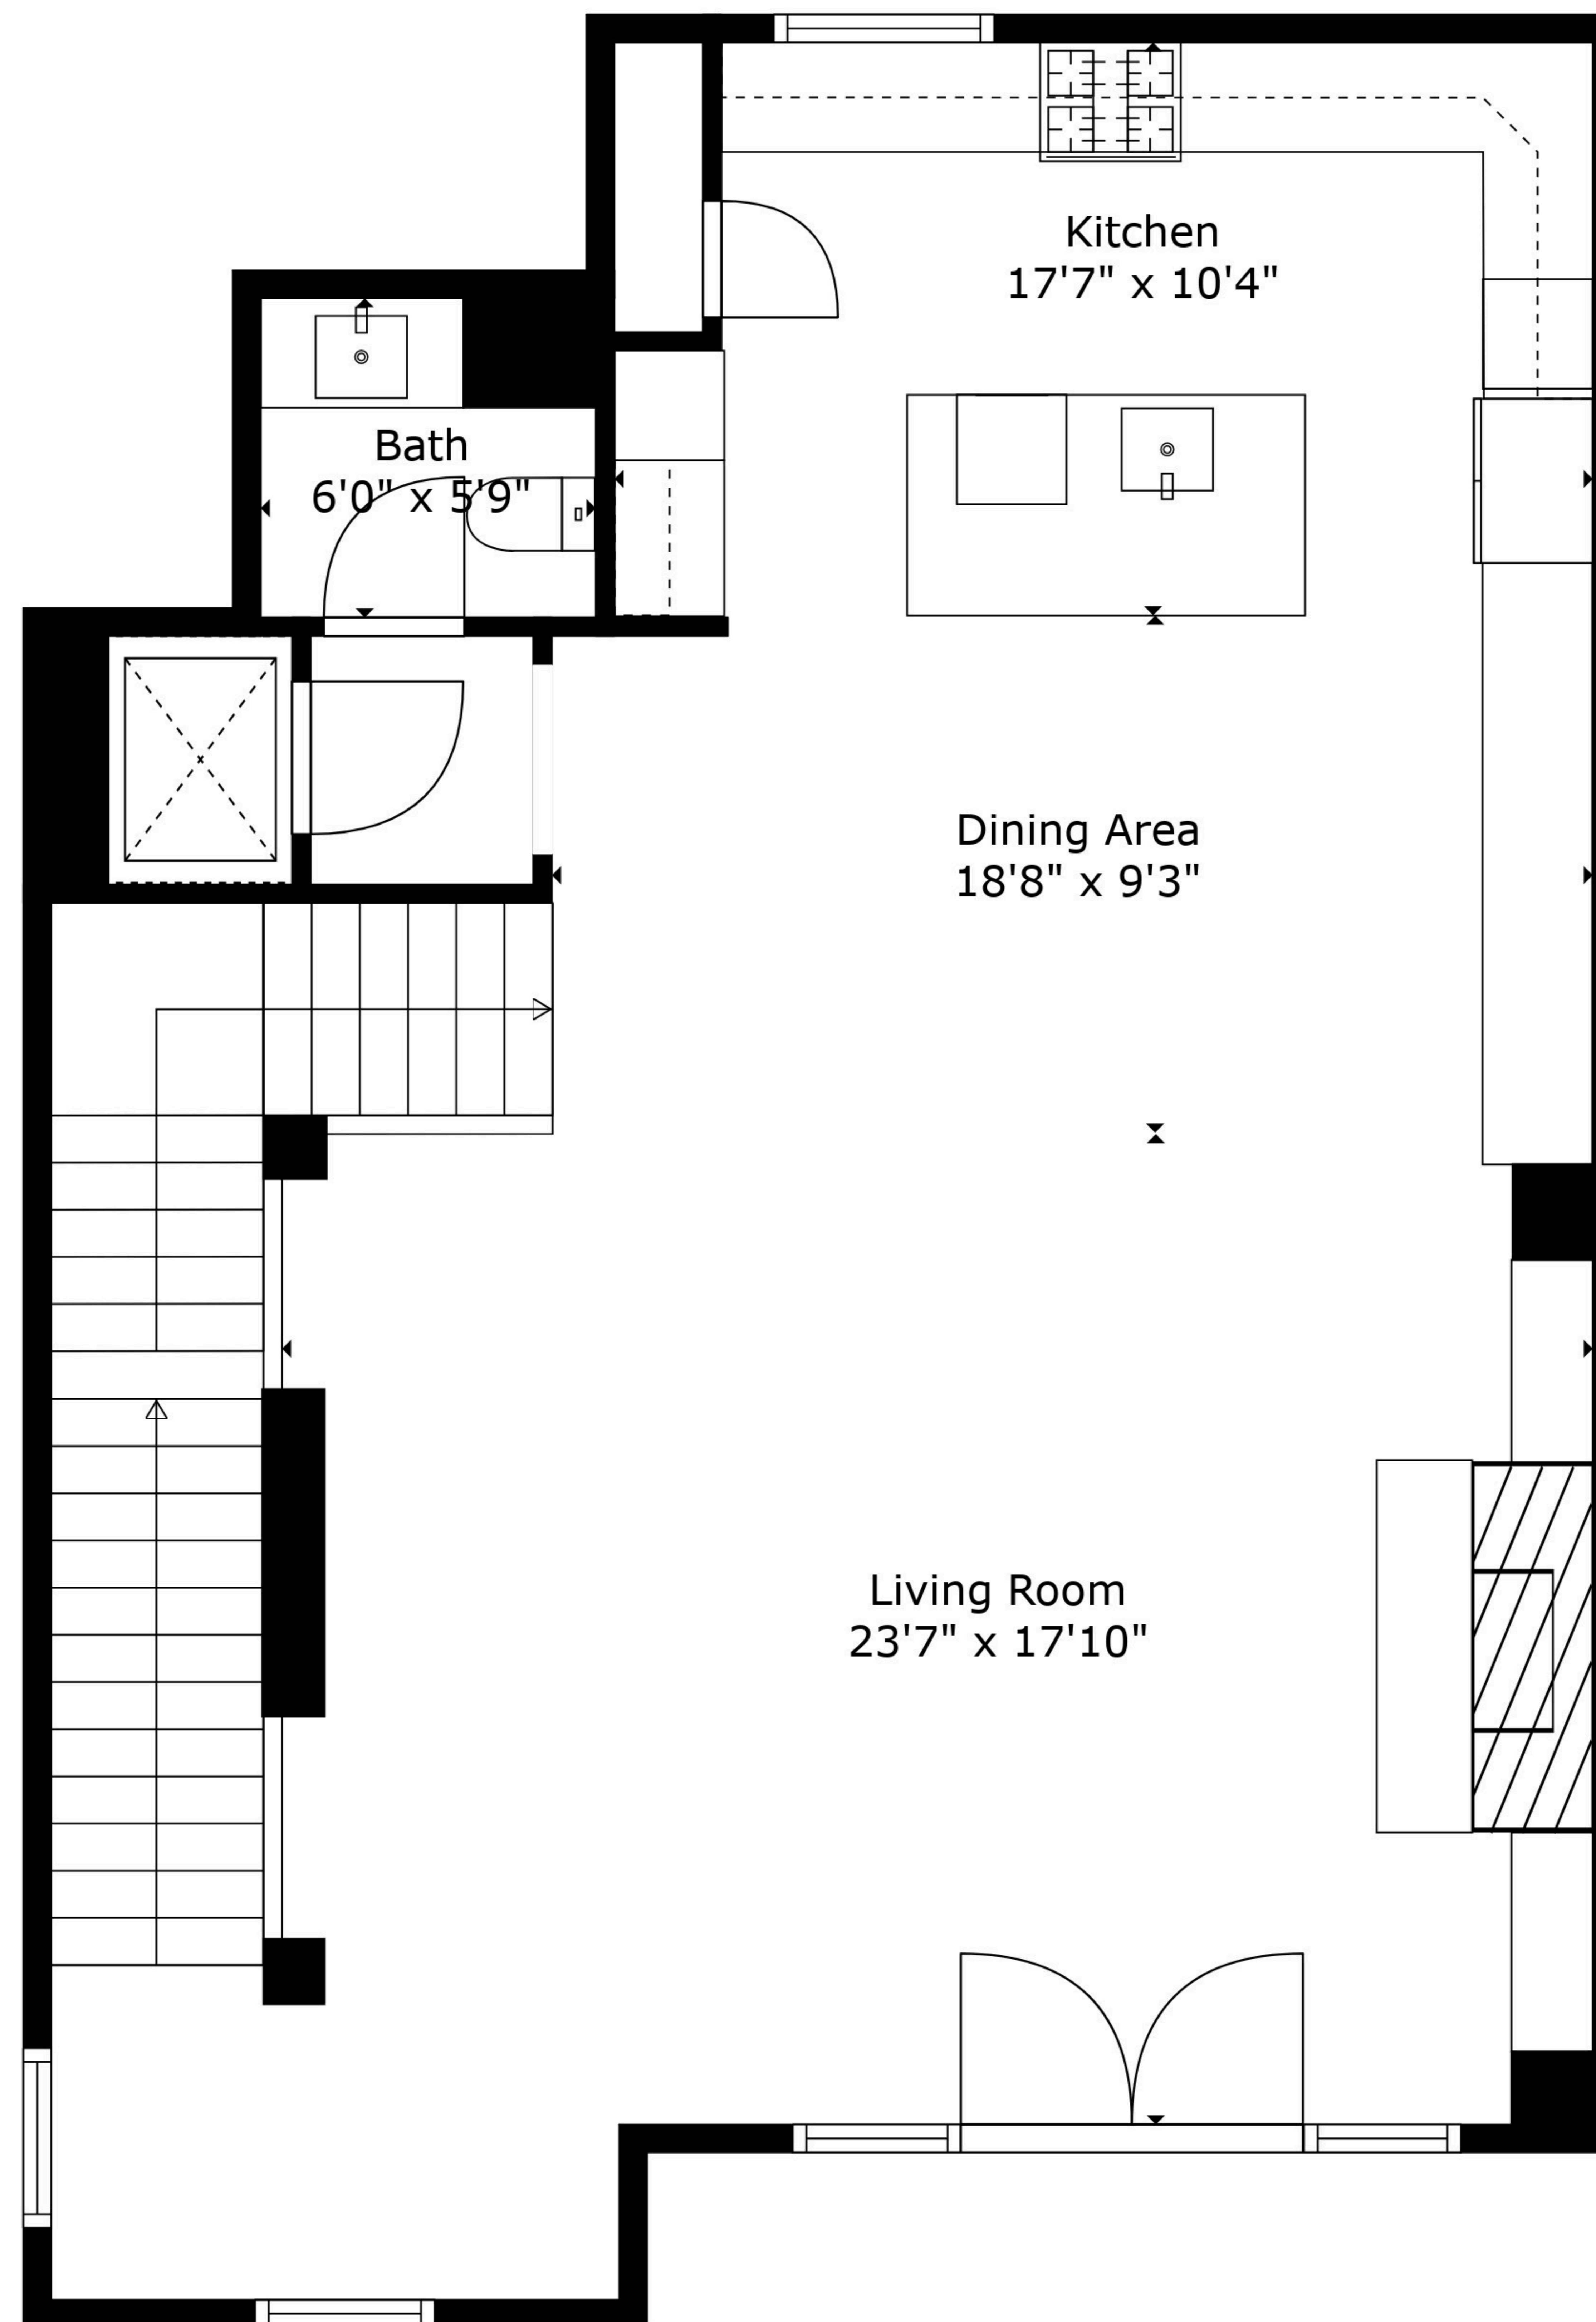 Kitchen
17'7" x 10'4"
Bath
6'0" x 5'9"
Dining Area
18'8" x 9'3"
Living Room
23'7" x 17'10"